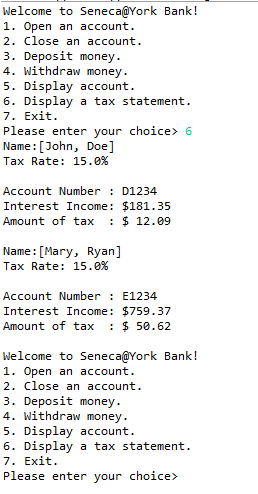 Welcome to Seneca@York Bank!
1. Open an account.
2. Close an account.
3. Deposit money.
4. Withdraw money.
5. Display account.
6. Display a tax statement.
7. Exit.
Please enter your choice> 6
Name:[John, Doe]
Tax Rate: 15.0%
Account Number : D1234
Interest Income: $181.35
Amount of tax  : $ 12.09
Name:[Mary, Ryan]
Tax Rate: 15.0%
Account Number : E1234
Interest Income: $759.37
Amount of tax  : $ 50.62
Welcome to Seneca@York Bank!
1. Open an account.
2. Close an account.
3. Deposit money.
4. Withdraw money.
5. Display account.
6. Display a tax statement.
7. Exit.
Please enter your choice>